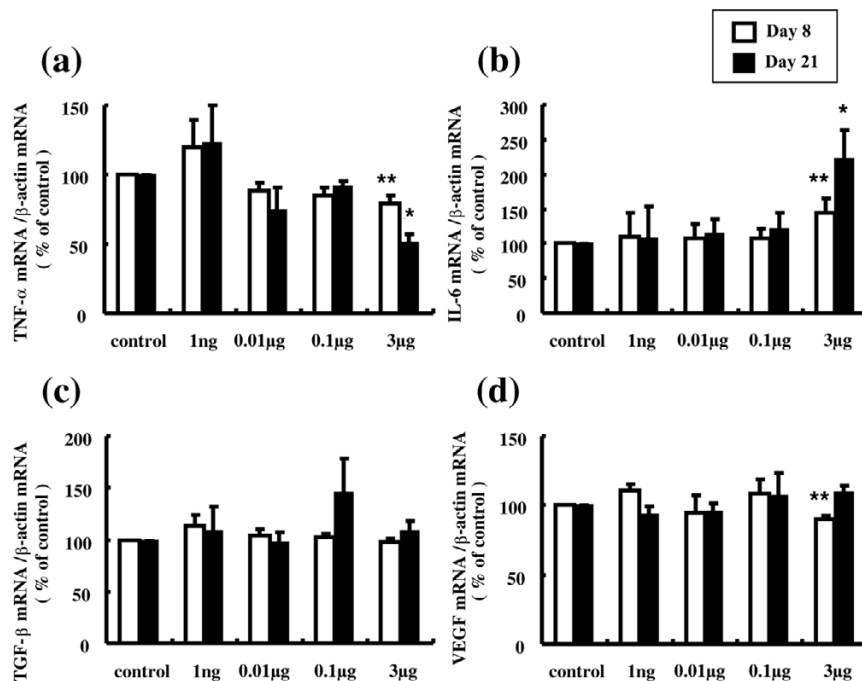 Day 8
Day 21
(a)
TNF-α mRNA /β-actin mRNA
( % of control )
150
100
50
0
** *
control 1ng 0.01µg 0.1µg 3µg
(b)
IL-6 mRNA /β-actin mRNA
( % of control )
300
250
200
150
100
50
0
** *
control 1ng 0.01µg 0.1µg 3µg
(c)
TGF-β mRNA /β-actin mRNA
( % of control )
200
150
100
50
0
control 1ng 0.01µg 0.1µg 3µg
(d)
VEGF mRNA /β-actin mRNA
( % of control )
150
100
50
0
**
control 1ng 0.01µg 0.1µg 3µg